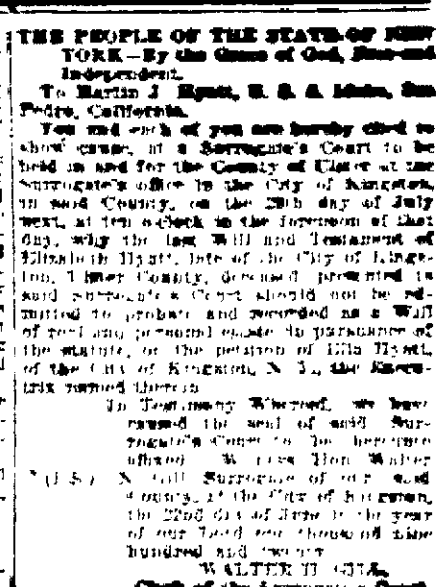 THE PEOPLE OF THE STATE OF NEW
YORK—By the Grace of God, Free and
Independent.
To Martin J. Hyatt, U. S. S. Idaho, San
Pedro, California.
You and each of you are hereby cited to
show cause, at a Surrogate's Court to be
held in and for the County of Ulster at the
Surrogate's office in the City of Kingston,
in said County, on the 28th day of July
next, at ten o'clock in the forenoon of that
day, why the last Will and Testament of
Elizabeth Hyatt, late of the City of Kings-
ton, Ulster County, deceased presented to
said Surrogate's Court should not be ad-
mitted to probate and recorded as a Will
of real and personal estate in pursuance of
the statute, on the petition of Ella Hyatt,
of the City of Kingston, N. Y., the Execu-
trix named therein
In Testimony Whereof, we have
caused the seal of said Sur-
rogate's Court to be hereunto
affixed. Witness Hon Walter
(L.S.) N. Gill Surrogate of our said
County, at the City of Kingston,
the 22nd day of June in the year
of our Lord one thousand nine
hundred and twenty
WALTER H.
Clerk of the Surrogate's Court